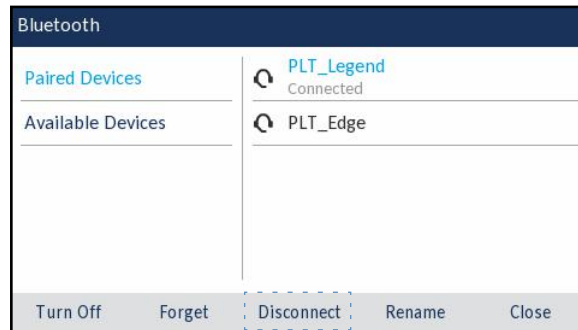 Bluetooth
Paired Devices
Available Devices
PLT_Legend
Connected
PLT_Edge
Turn Off Forget Disconnect Rename Close